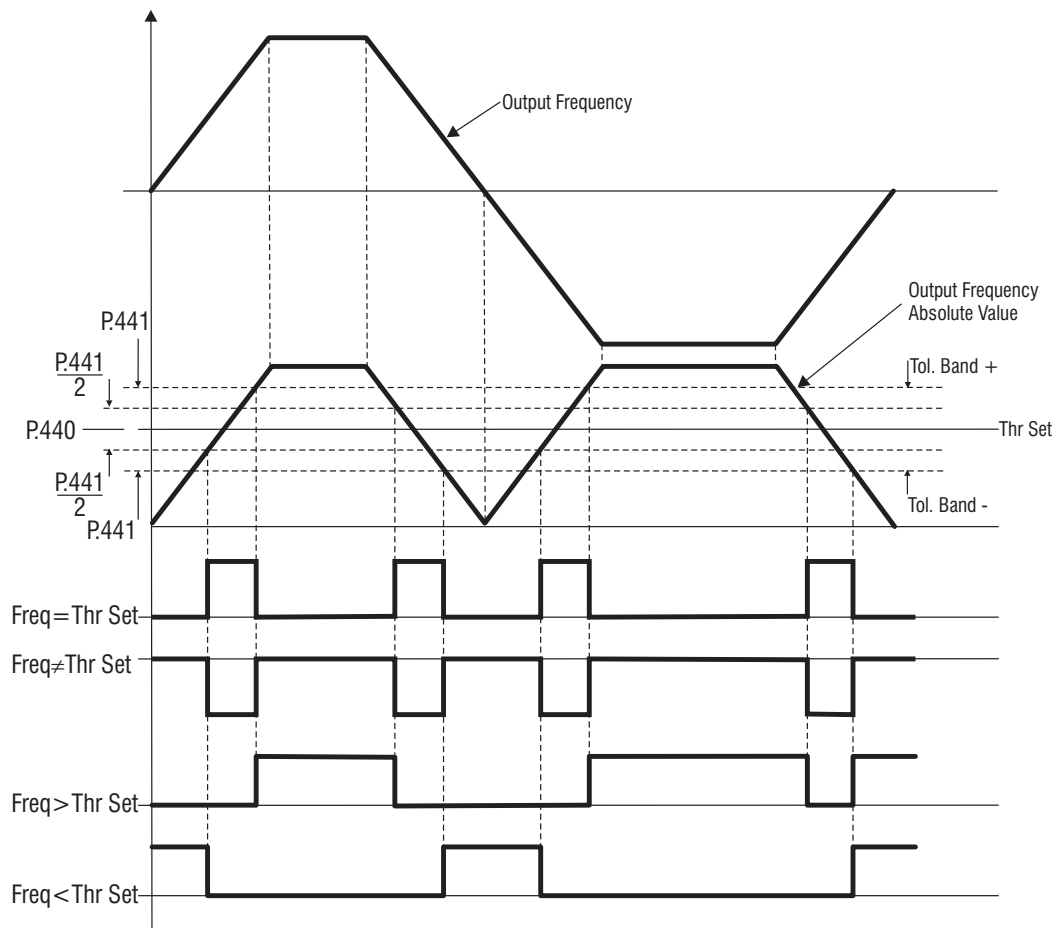 Output Frequency
Output Frequency
Absolute Value
P.441
P.441
2
Tol. Band +
P.440
Thr Set
P.441
2
P.441
Tol. Band -
Freq=Thr Set
Freq≠Thr Set
Freq>Thr Set
Freq<Thr Set